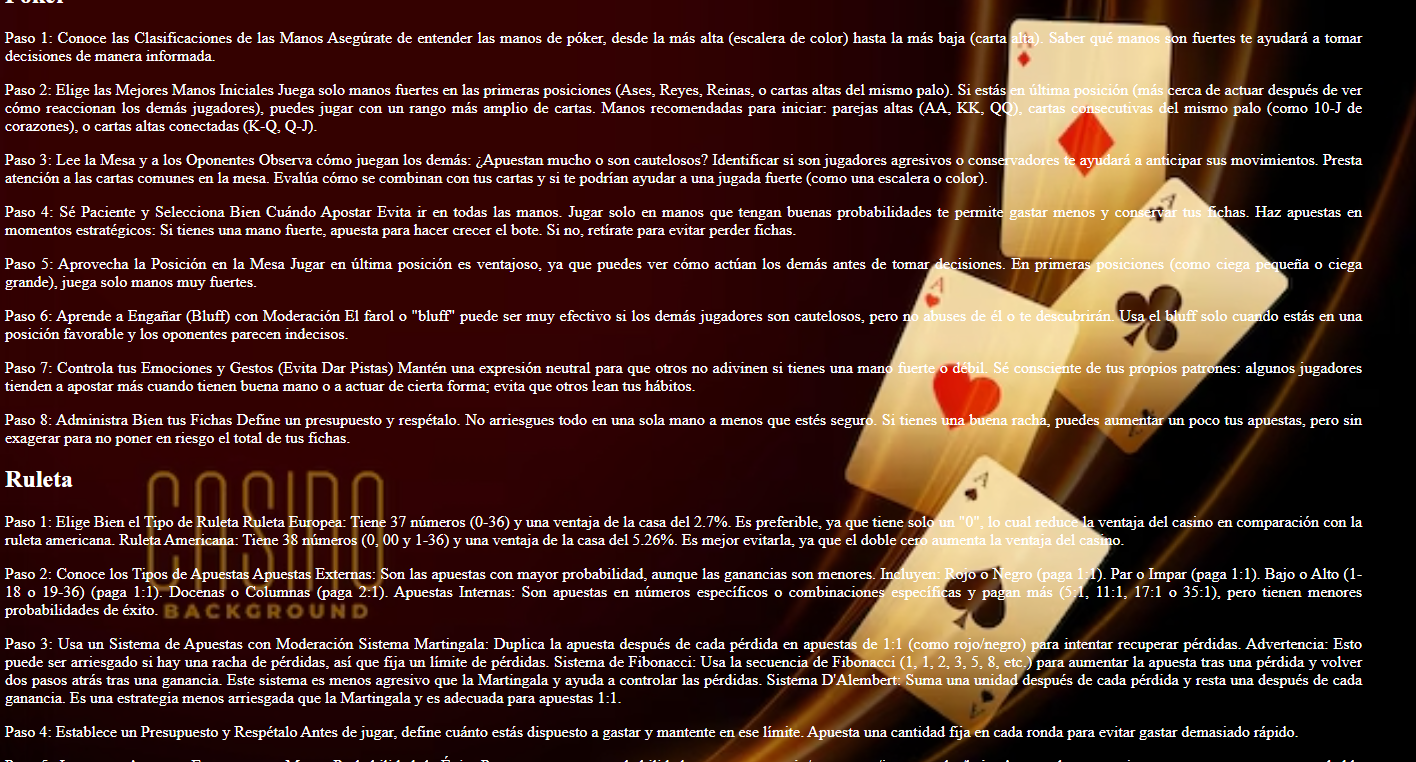 Póker
Paso 1: Conoce las Clasificaciones de las Manos Asegúrate de entender las manos de póker, desde la más alta (escalera de color) hasta la más baja (carta alta). Saber qué manos son fuertes te ayudará a tomar
decisiones de manera informada.
Paso 2: Elige las Mejores Manos Iniciales Juega solo manos fuertes en las primeras posiciones (Ases, Reyes, Reinas, o cartas altas del mismo palo). Si estás en última posición (más cerca de actuar después de ver
cómo reaccionan los demás jugadores), puedes jugar con un rango más amplio de cartas. Manos recomendadas para iniciar: parejas altas (AA, KK, QQ), cartas consecutivas del mismo palo (como 10-J de
corazones), o cartas altas conectadas (K-Q, Q-J).
Paso 3: Lee la Mesa y a los Oponentes Observa cómo juegan los demás: ¿Apuestan mucho o son cautelosos? Identificar si son jugadores agresivos o conservadores te ayudará a anticipar sus movimientos. Presta
atención a las cartas comunes en la mesa. Evalúa cómo se combinan con tus cartas y si te podrían ayudar a una jugada fuerte (como una escalera o color).
Paso 4: Sé Paciente y Selecciona Bien Cuándo Apostar Evita ir en todas las manos. Jugar solo en manos que tengan buenas probabilidades te permite gastar menos y conservar tus fichas. Haz apuestas en
momentos estratégicos: Si tienes una mano fuerte, apuesta para hacer crecer el bote. Si no, retírate para evitar perder fichas.
Paso 5: Aprovecha la Posición en la Mesa Jugar en última posición es ventajoso, ya que puedes ver cómo actúan los demás antes de tomar decisiones. En primeras posiciones (como ciega pequeña o ciega
grande), juega solo manos muy fuertes.
Paso 6: Aprende a Engañar (Bluff) con Moderación El farol o "bluff" puede ser muy efectivo si los demás jugadores son cautelosos, pero no abuses de él o te descubrirán. Usa el bluff solo cuando estás en una
posición favorable y los oponentes parecen indecisos.
Paso 7: Controla tus Emociones y Gestos (Evita Dar Pistas) Mantén una expresión neutral para que otros no adivinen si tienes una mano fuerte o débil. Sé consciente de tus propios patrones: algunos jugadores
tienden a apostar más cuando tienen buena mano o a actuar de cierta forma; evita que otros lean tus hábitos.
Paso 8: Administra Bien tus Fichas Define un presupuesto y respétalo. No arriesgues todo en una sola mano a menos que estés seguro. Si tienes una buena racha, puedes aumentar un poco tus apuestas, pero sin
exagerar para no poner en riesgo el total de tus fichas.
Ruleta
CASINO
Paso 1: Elige Bien el Tipo de Ruleta Ruleta Europea: Tiene 37 números (0-36) y una ventaja de la casa del 2.7%. Es preferible, ya que tiene solo un "0", lo cual reduce la ventaja del casino en comparación con la
ruleta americana. Ruleta Americana: Tiene 38 números (0, 00 y 1-36) y una ventaja de la casa del 5.26%. Es mejor evitarla, ya que el doble cero aumenta la ventaja del casino.
Paso 2: Conoce los Tipos de Apuestas Apuestas Externas: Son las apuestas con mayor probabilidad, aunque las ganancias son menores. Incluyen: Rojo o Negro (paga 1:1). Par o Impar (paga 1:1). Bajo o Alto (1-
18 o 19-36) (paga 1:1). Docenas o Columnas (paga 2:1). Apuestas Internas: Son apuestas en números específicos o combinaciones específicas y pagan más (5:1, 11:1, 17:1 o 35:1), pero tienen menores
probabilidades de éxito.
BACKGROUND
Paso 3: Usa un Sistema de Apuestas con Moderación Sistema Martingala: Duplica la apuesta después de cada pérdida en apuestas de 1:1 (como rojo/negro) para intentar recuperar pérdidas. Advertencia: Esto
puede ser arriesgado si hay una racha de pérdidas, así que fija un límite de pérdidas. Sistema de Fibonacci: Usa la secuencia de Fibonacci (1, 1, 2, 3, 5, 8, etc.) para aumentar la apuesta tras una pérdida y volver
dos pasos atrás tras una ganancia. Este sistema es menos agresivo que la Martingala y ayuda a controlar las pérdidas. Sistema D'Alembert: Suma una unidad después de cada pérdida y resta una después de cada
ganancia. Es una estrategia menos arriesgada que la Martingala y es adecuada para apuestas 1:1.
Paso 4: Establece un Presupuesto y Respétalo Antes de jugar, define cuánto estás dispuesto a gastar y mantente en ese límite. Apuesta una cantidad fija en cada ronda para evitar gastar demasiado rápido.